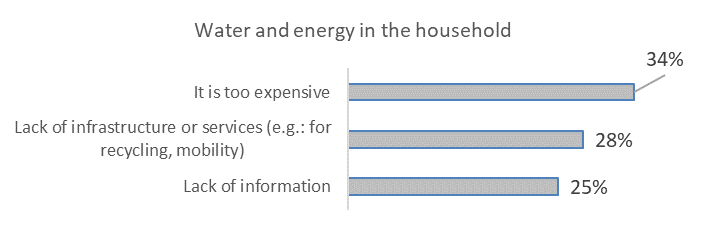 Water and energy in the household
34%
It is too expensive
Lack of infrastructure or services (e.g.: for
recycling, mobility)
28%
Lack of information
25%